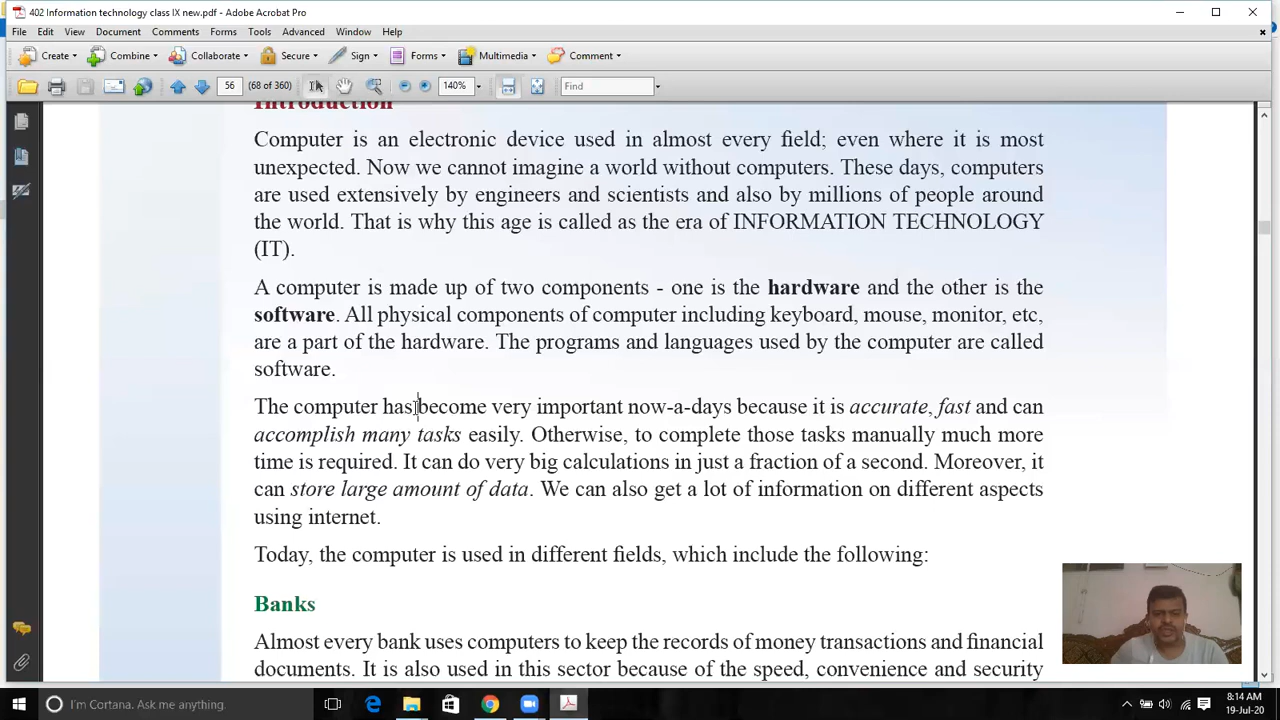 402 Information technology class IX new.pdf - Adobe Acrobat Pro
File Edit View Document Comments Forms Tools Advanced Window Help
Create Combine Collaborate Secure Sign Forms Multimedia Comment
56 (68 of 360) 140% Find
Introduction
Computer is an electronic device used in almost every field; even where it is most
unexpected. Now we cannot imagine a world without computers. These days, computers
are used extensively by engineers and scientists and also by millions of people around
the world. That is why this age is called as the era of INFORMATION TECHNOLOGY
(IT).
A computer is made up of two components - one is the hardware and the other is the
software. All physical components of computer including keyboard, mouse, monitor, etc,
are a part of the hardware. The programs and languages used by the computer are called
software.
The computer has become very important now-a-days because it is accurate, fast and can
accomplish many tasks easily. Otherwise, to complete those tasks manually much more
time is required. It can do very big calculations in just a fraction of a second. Moreover, it
can store large amount of data. We can also get a lot of information on different aspects
using internet.
Today, the computer is used in different fields, which include the following:
Banks
Almost every bank uses computers to keep the records of money transactions and financial
documents. It is also used in this sector because of the speed, convenience and security
I'm Cortana. Ask me anything.
8:14 AM
19-Jul-20